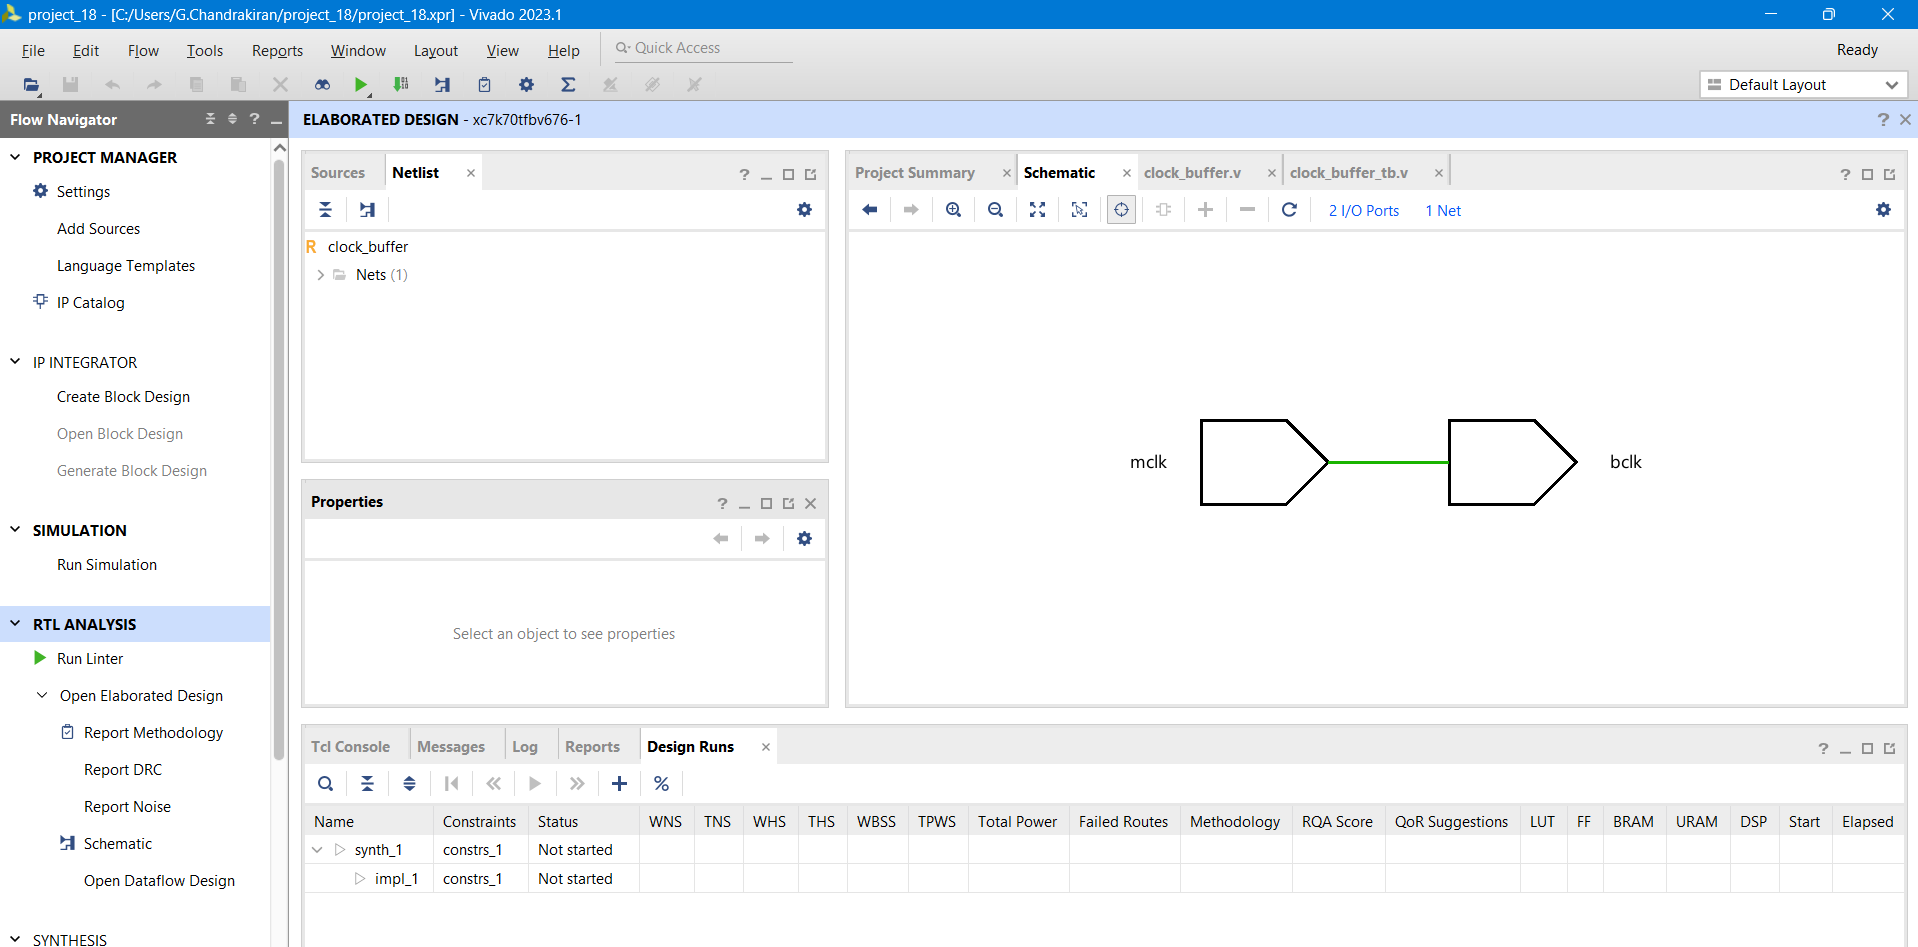 project_18 - [C:/Users/G.Chandrakiran/project_18/project_18.xpr] - Vivado 2023.1
File Edit Flow Tools Reports Window Layout View Help Quick Access Ready
Default Layout
Flow Navigator
PROJECT MANAGER
Settings
Add Sources
Language Templates
IP Catalog
IP INTEGRATOR
Create Block Design
Open Block Design
Generate Block Design
SIMULATION
Run Simulation
RTL ANALYSIS
Run Linter
Open Elaborated Design
Report Methodology
Report DRC
Report Noise
Schematic
Open Dataflow Design
SYNTHESIS
ELABORATED DESIGN - xc7k70tfbv676-1
Sources Netlist
R clock_buffer
Nets (1)
Properties
Select an object to see properties
Project Summary Schematic clock_buffer.v clock_buffer_tb.v
2 I/O Ports 1 Net
mclk bclk
Tcl Console Messages Log Reports Design Runs
Name Constraints Status WNS TNS WHS THS WBSS TPWS Total Power Failed Routes Methodology RQA Score QoR Suggestions LUT FF BRAM URAM DSP Start Elapsed
synth_1 constrs_1 Not started
impl_1 constrs_1 Not started